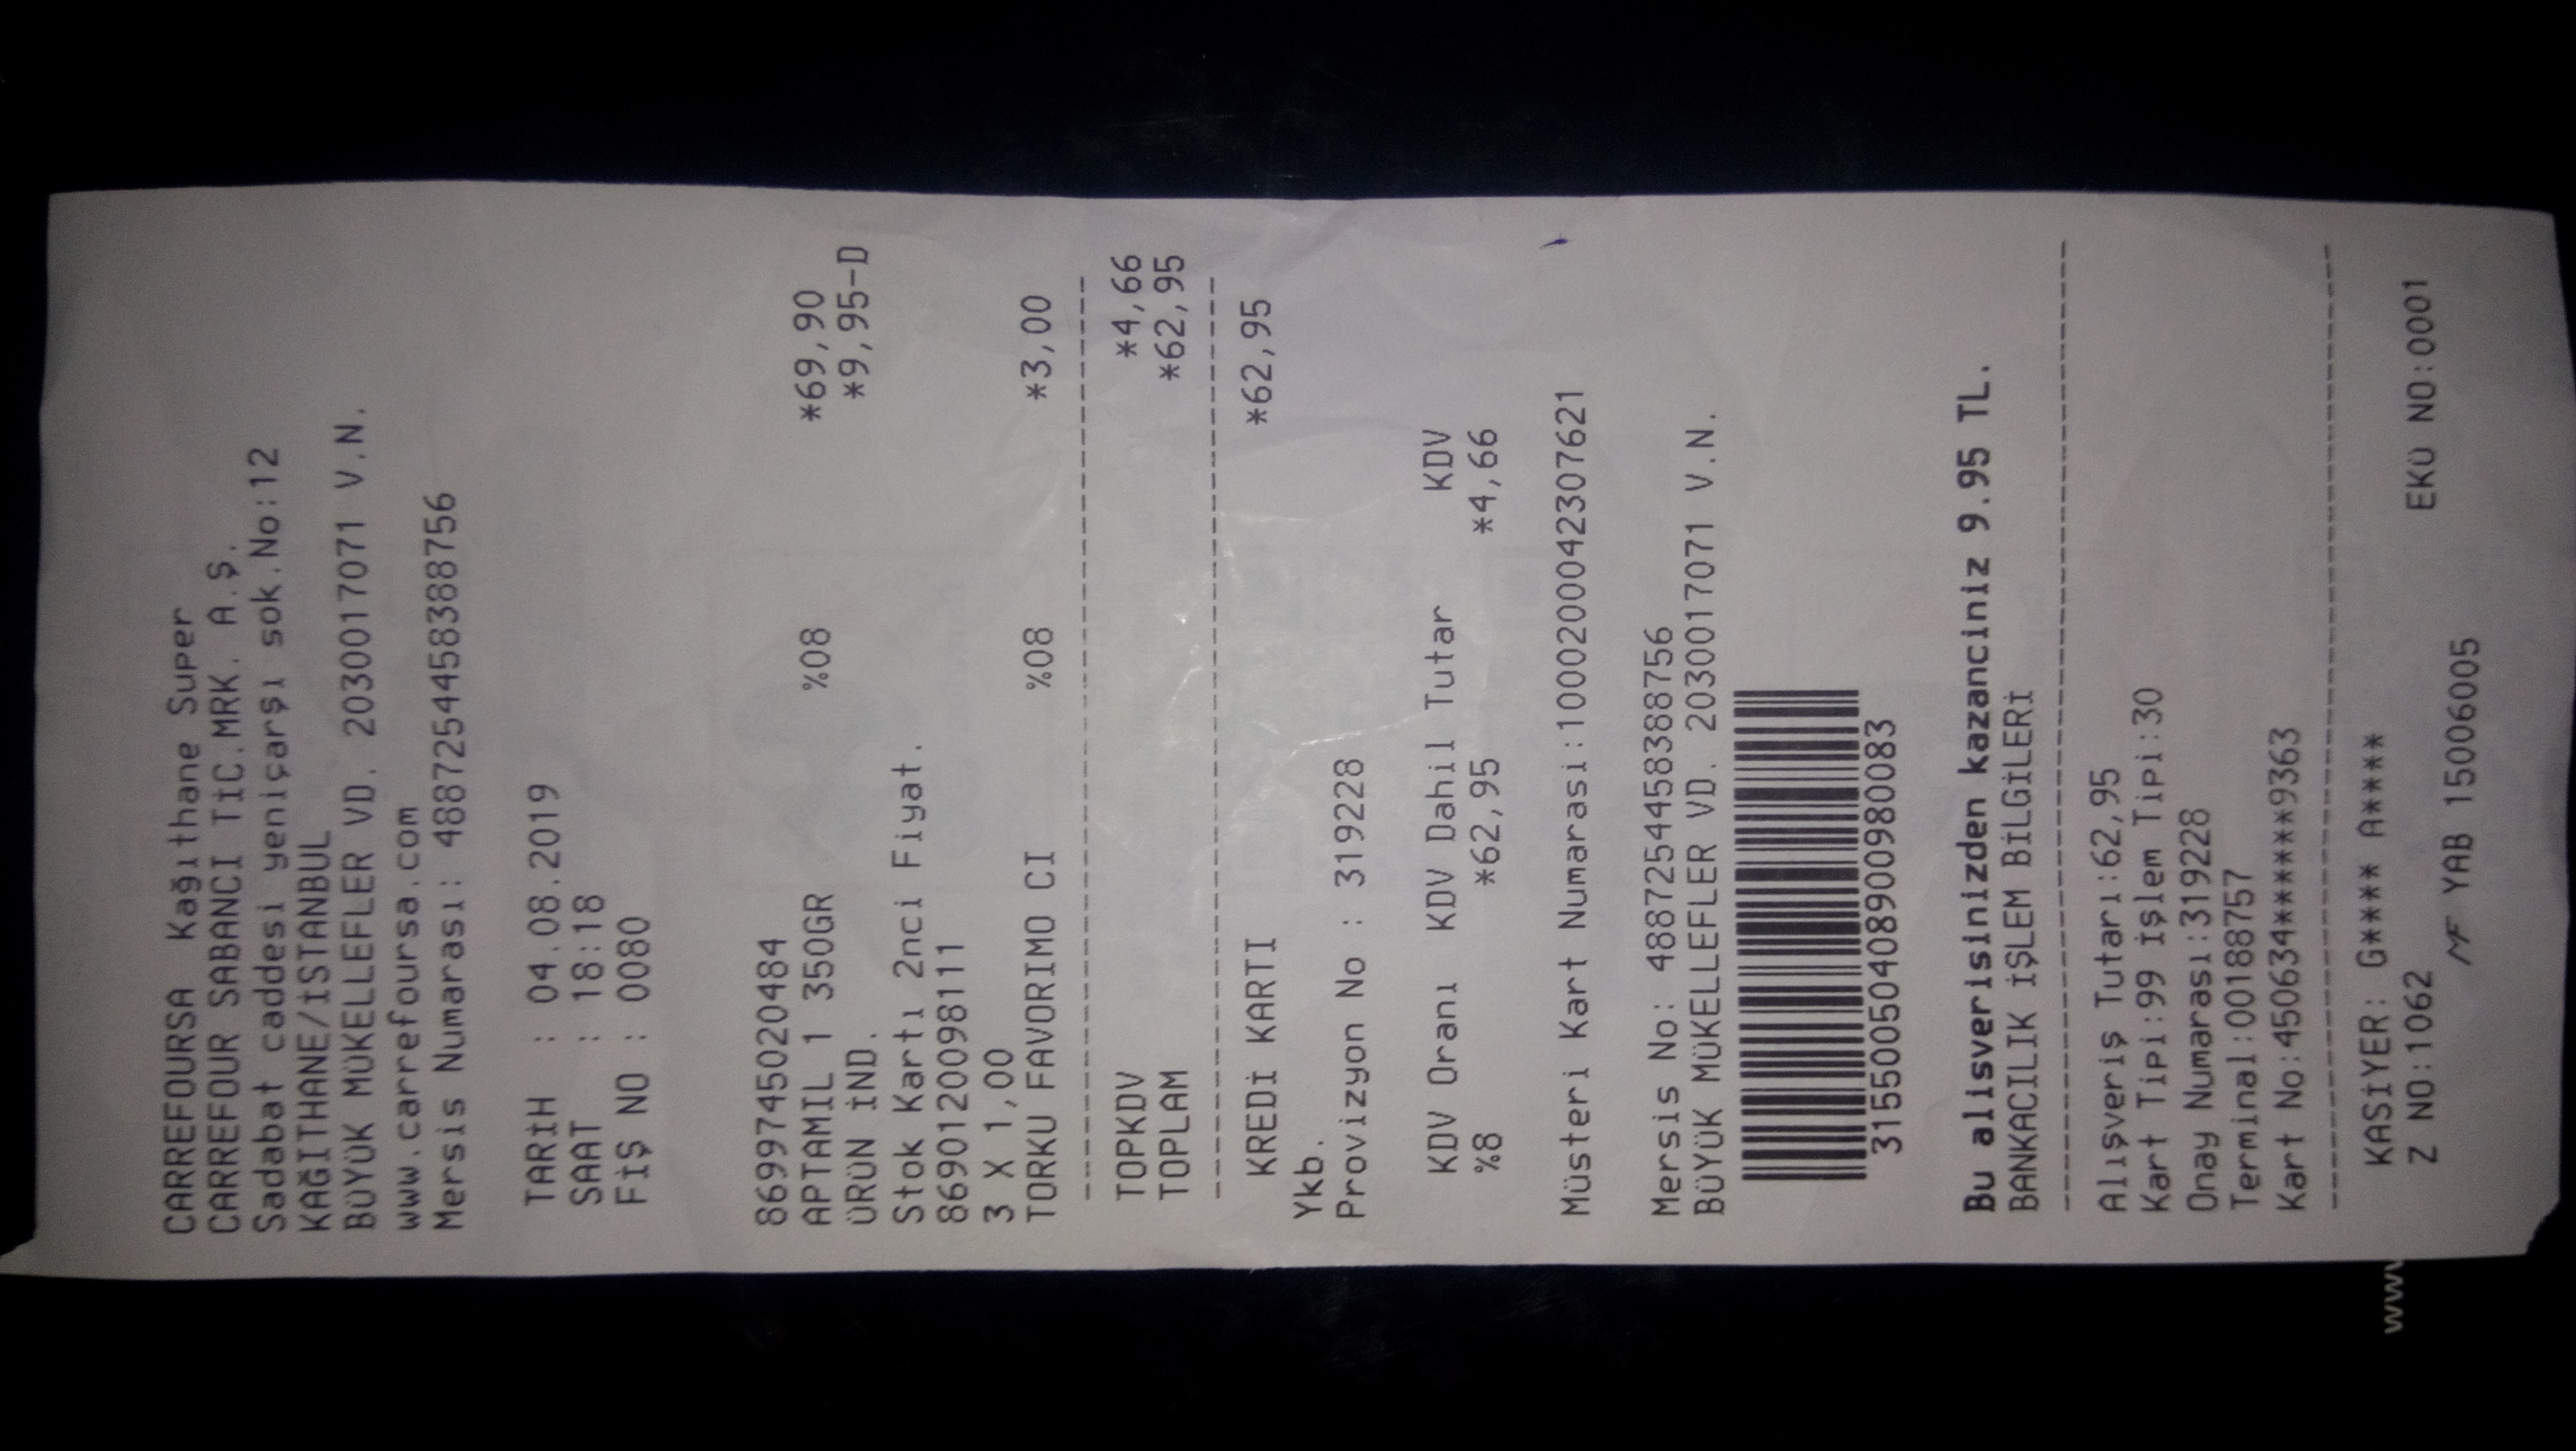 CARREFOURSA Kağıthane Super
CARREFOUR SABANCI TİC.MRK. A.Ş.
Sadabat caddesi yeniçarşı sok.No:12
KAĞITHANE/İSTANBUL
BÜYÜK MÜKELLEFLER VD. 2030017071 V.N.
www.carrefoursa.com
Mersis Numarası: 4887254458388756
TARİH : 04.08.2019
SAAT : 18:18
FİŞ NO : 0080
8699745020484
APTAMIL 1 350GR %08 *69,90
ÜRÜN İND. *9,95-D
Stok Kartı 2nci Fiyat.
8690120098111
3 X 1,00
TORKU FAVORIMO CI %08 *3,00
TOPKDV *4,66
TOPLAM *62,95
KREDİ KARTI *62,95
Ykb.
Provizyon No : 319228
KDV Oranı KDV Dahil Tutar KDV
%8 *62,95 *4,66
Müsteri Kart Numarasi:1000200042307621
Mersis No: 4887254458388756
BÜYÜK MÜKELLEFLER VD. 2030017071 V.N.
31550050408900980083
Bu alisverisinizden kazanciniz 9.95 TL.
BANKACILIK İŞLEM BİLGİLERİ
Alışveriş Tutarı:62,95
Kart Tipi:99 İşlem Tipi:30
Onay Numarası:319228
Terminal:00188757
Kart No:450634******9363
KASİYER: G**** A****
Z NO:1062 EKÜ NO:0001
MF YAB 15006005